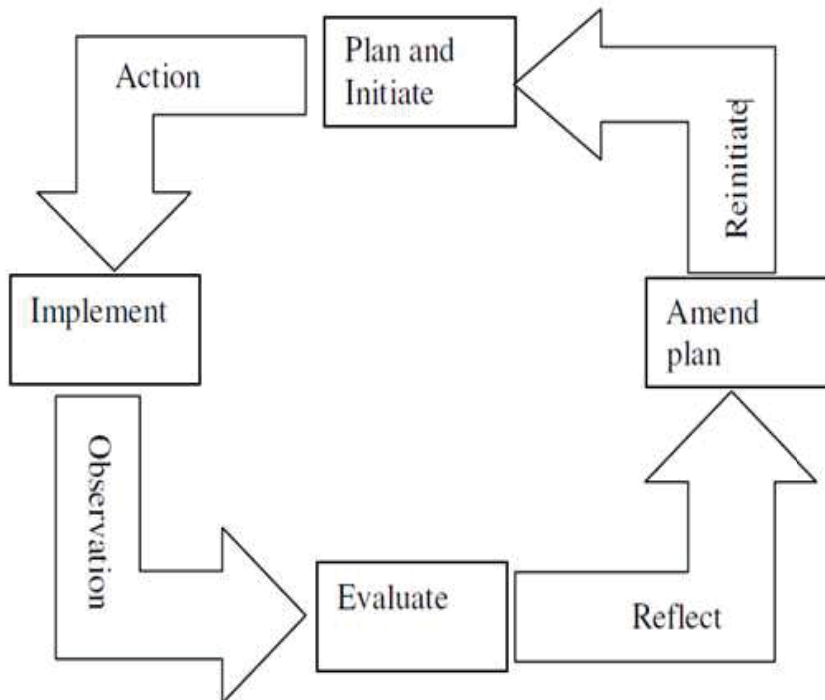 Plan and
Initiate
Action
Implement
Observation
Evaluate
Reflect
Amend
plan
Reinitiate